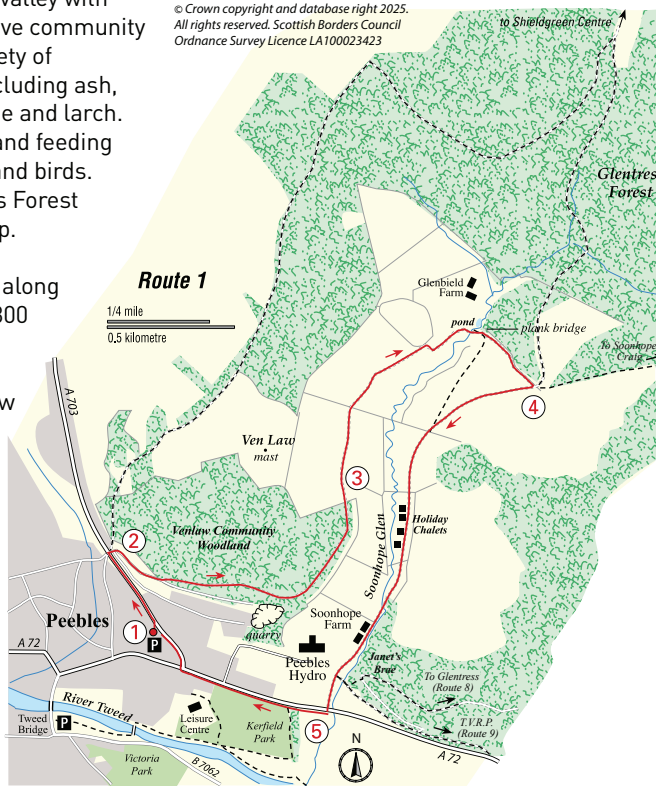 valley with
ve community
ety of
cluding ash,
e and larch.
and feeding
and birds.
s Forest
p.
along
800
w
© Crown copyright and database right 2025.
All rights reserved. Scottish Borders Council
Ordnance Survey Licence LA100023423
to Shieldgreen Centre
Glentress
Forest
Route 1
1/4 mile
0.5 kilometre
Glenbield
Farm
pond
plank bridge
To Soonhope
Craig
4
A 703
Ven Law
mast
3
Holiday
Chalets
Soonhope Glen
Venlaw Community
Woodland
2
Peebles
1
P
quarry
Soonhope
Farm
Peebles
Hydro
Janet's
Brae
To Glentress
(Route 8)
T.V.R.P.
(Route 9)
A 72
River Tweed
Tweed
Bridge
P
Leisure
Centre
Kerfield
Park
5
N
A 72
Victoria
Park
B 7062